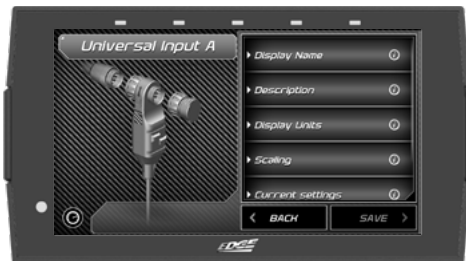 Universal Input A
Display Name
Description
Display Units
Scaling
Current settings
BACK
SAVE
EDGE